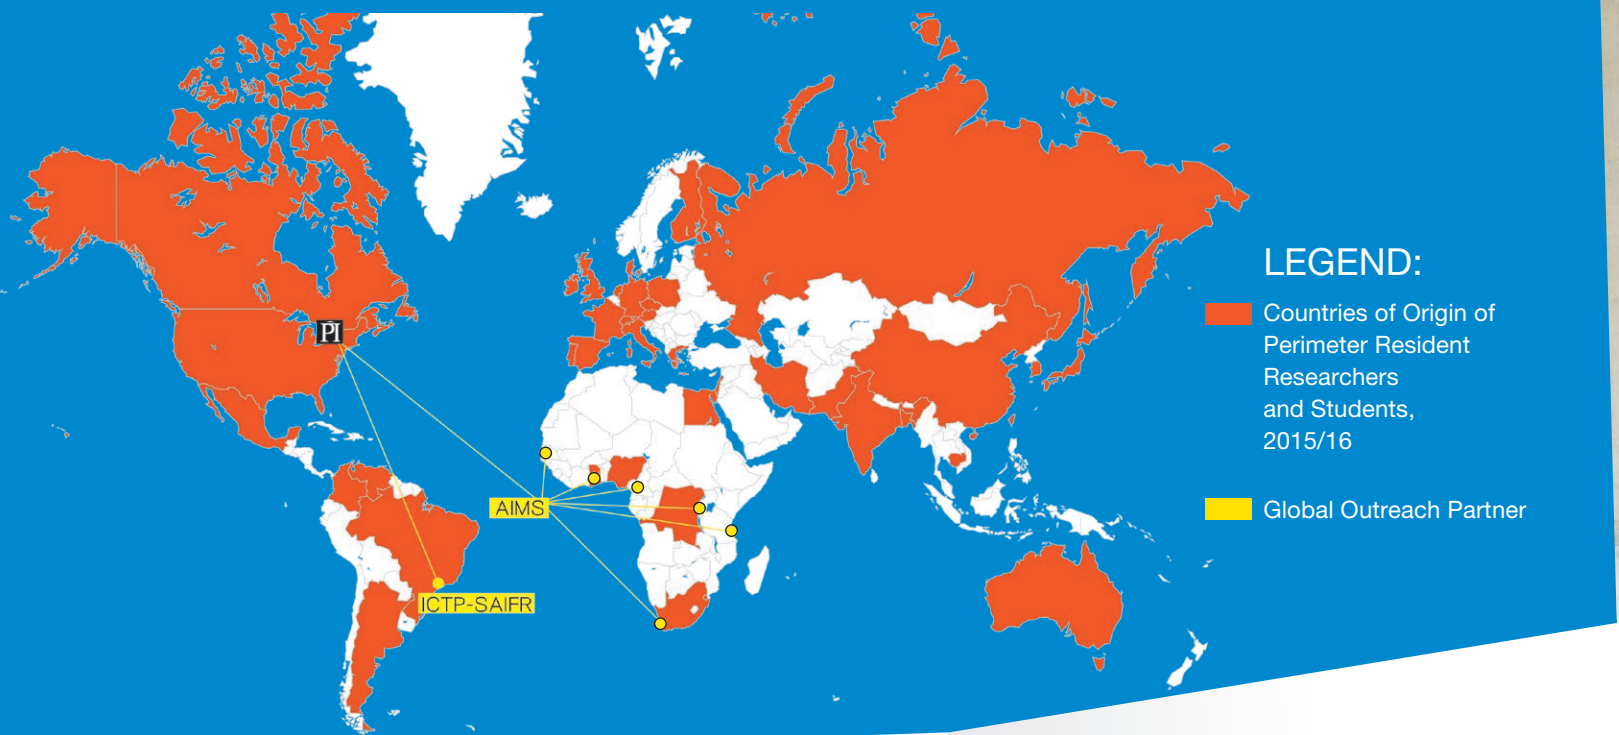 PI
AIMS
ICTP-SAIFR
LEGEND:
Countries of Origin of
Perimeter Resident
Researchers
and Students,
2015/16
Global Outreach Partner